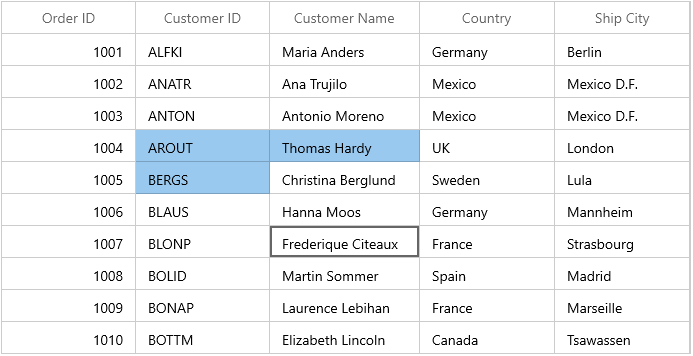 Order ID Customer ID Customer Name Country Ship City
1001 ALFKI Maria Anders Germany Berlin
1002 ANATR Ana Trujilo Mexico Mexico D.F.
1003 ANTON Antonio Moreno Mexico Mexico D.F.
1004 AROUT Thomas Hardy UK London
1005 BERGS Christina Berglund Sweden Lula
1006 BLAUS Hanna Moos Germany Mannheim
1007 BLONP Frederique Citeaux France Strasbourg
1008 BOLID Martin Sommer Spain Madrid
1009 BONAP Laurence Lebihan France Marseille
1010 BOTTM Elizabeth Lincoln Canada Tsawassen